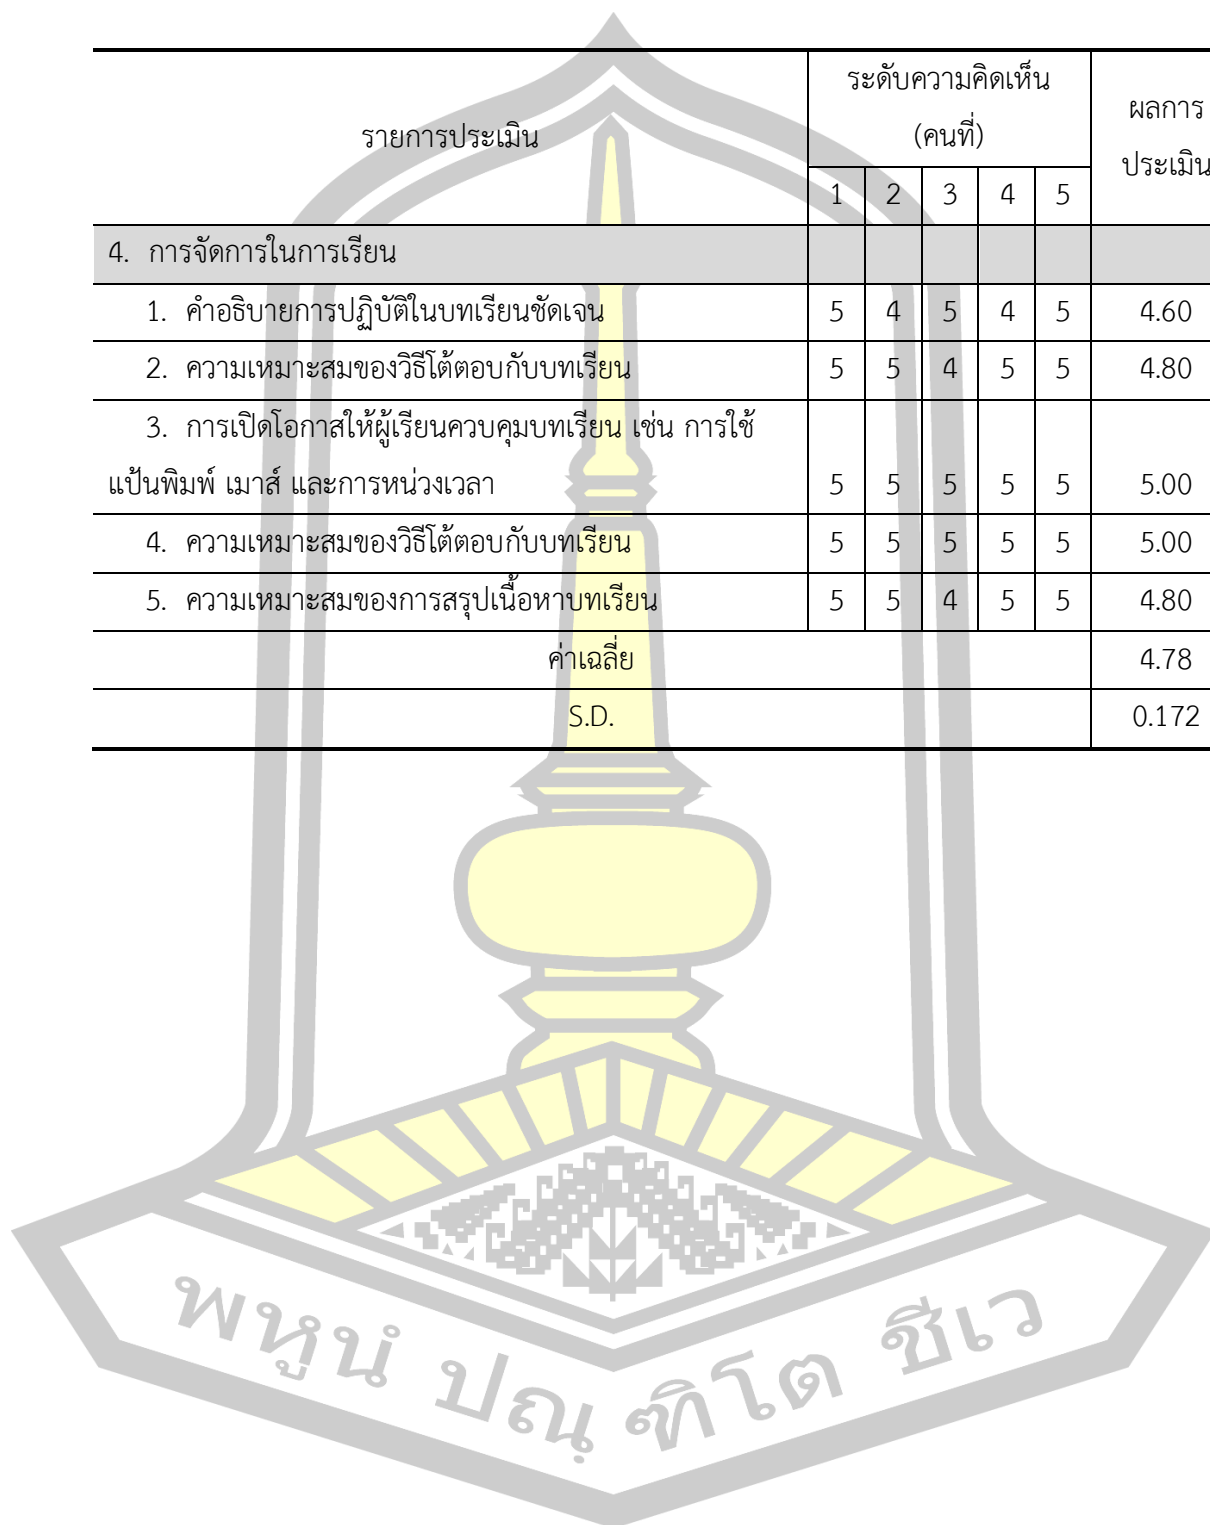 รายการประเมิน ระดับความคิดเห็น (คนที่) ผลการประเมิน
1 2 3 4 5
4. การจัดการในการเรียน
1. คำอธิบายการปฏิบัติในบทเรียนชัดเจน 5 4 5 4 5 4.60
2. ความเหมาะสมของวิธีโต้ตอบกับบทเรียน 5 5 4 5 5 4.80
3. การเปิดโอกาสให้ผู้เรียนควบคุมบทเรียน เช่น การใช้
แป้นพิมพ์ เมาส์ และการหน่วงเวลา 5 5 5 5 5 5.00
4. ความเหมาะสมของวิธีโต้ตอบกับบทเรียน 5 5 5 5 5 5.00
5. ความเหมาะสมของการสรุปเนื้อหาบทเรียน 5 5 4 5 5 4.80
ค่าเฉลี่ย 4.78
S.D. 0.172
พหูนํ ปณฺฑิโต ชีเว